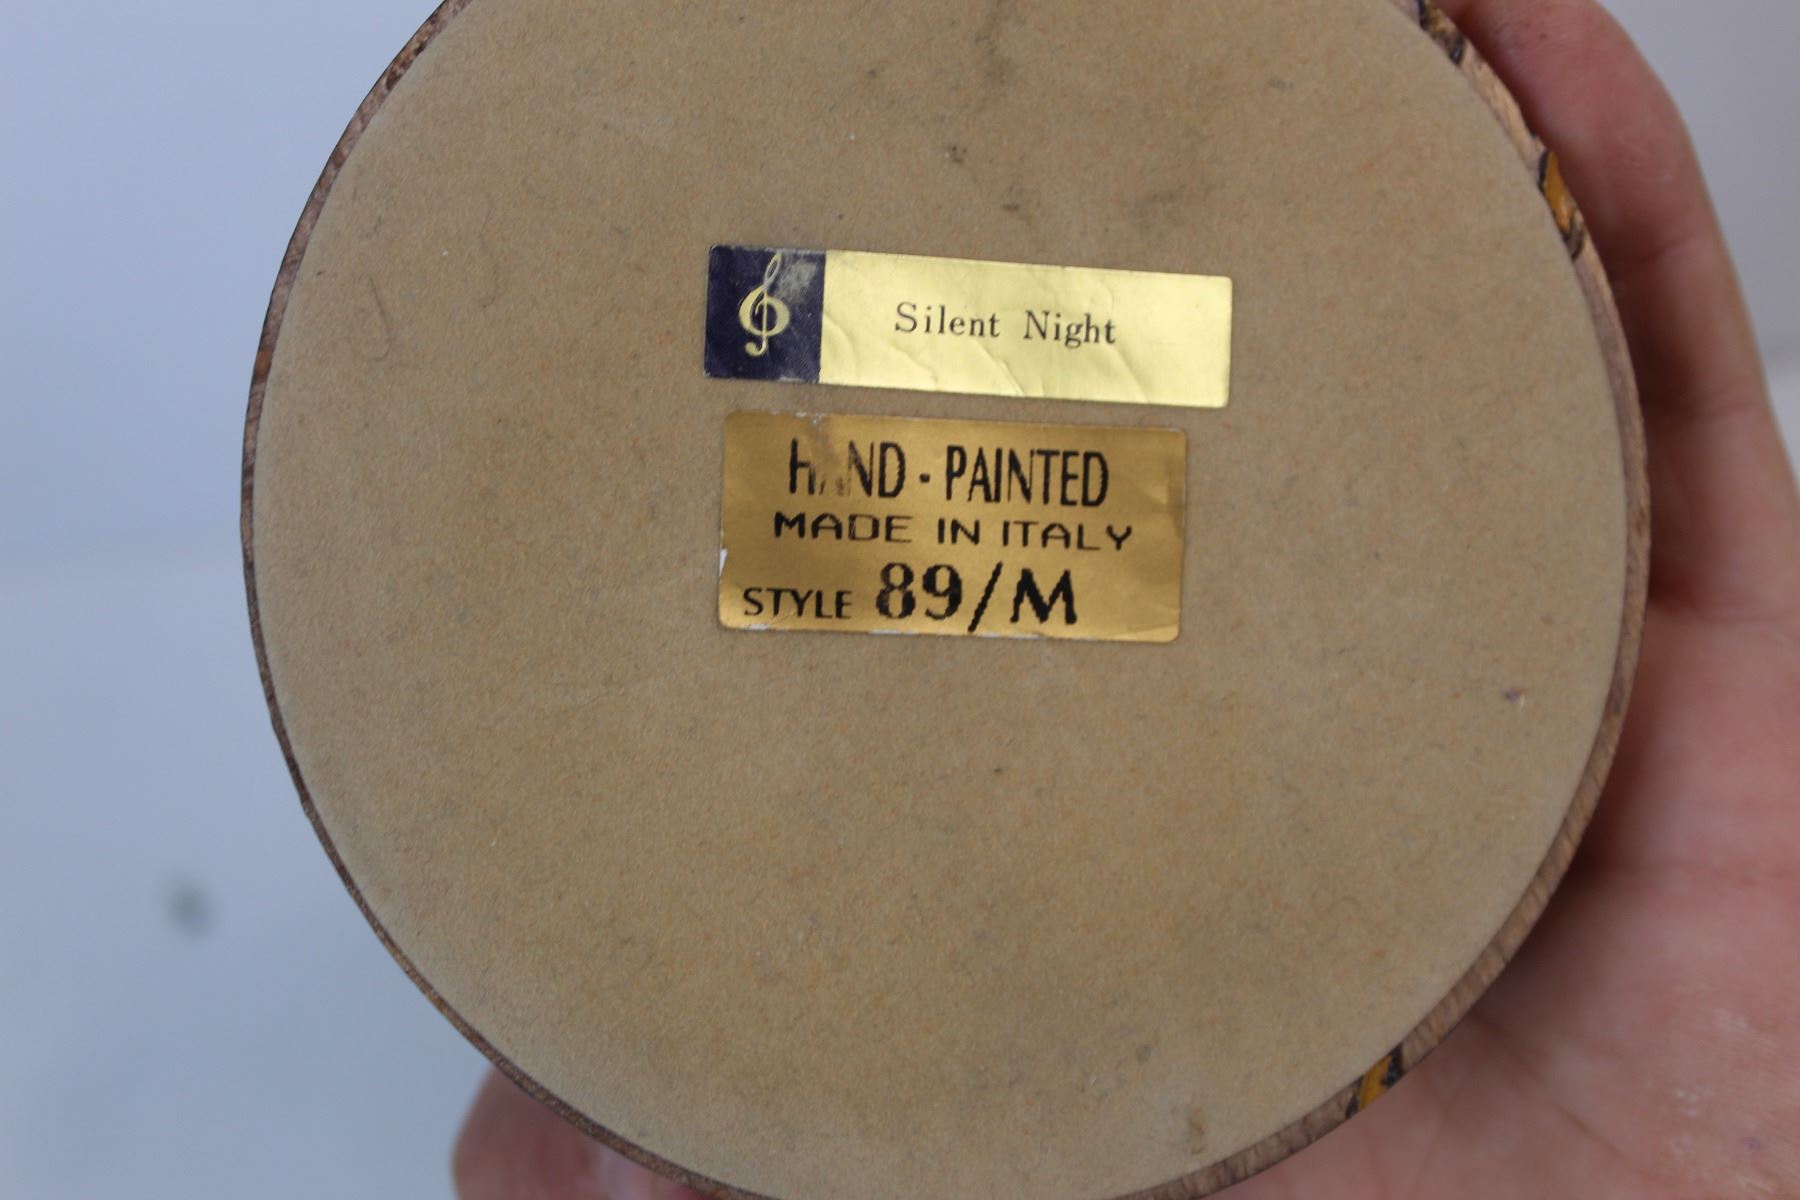 Silent Night
HAND - PAINTED
MADE IN ITALY
STYLE 89/M